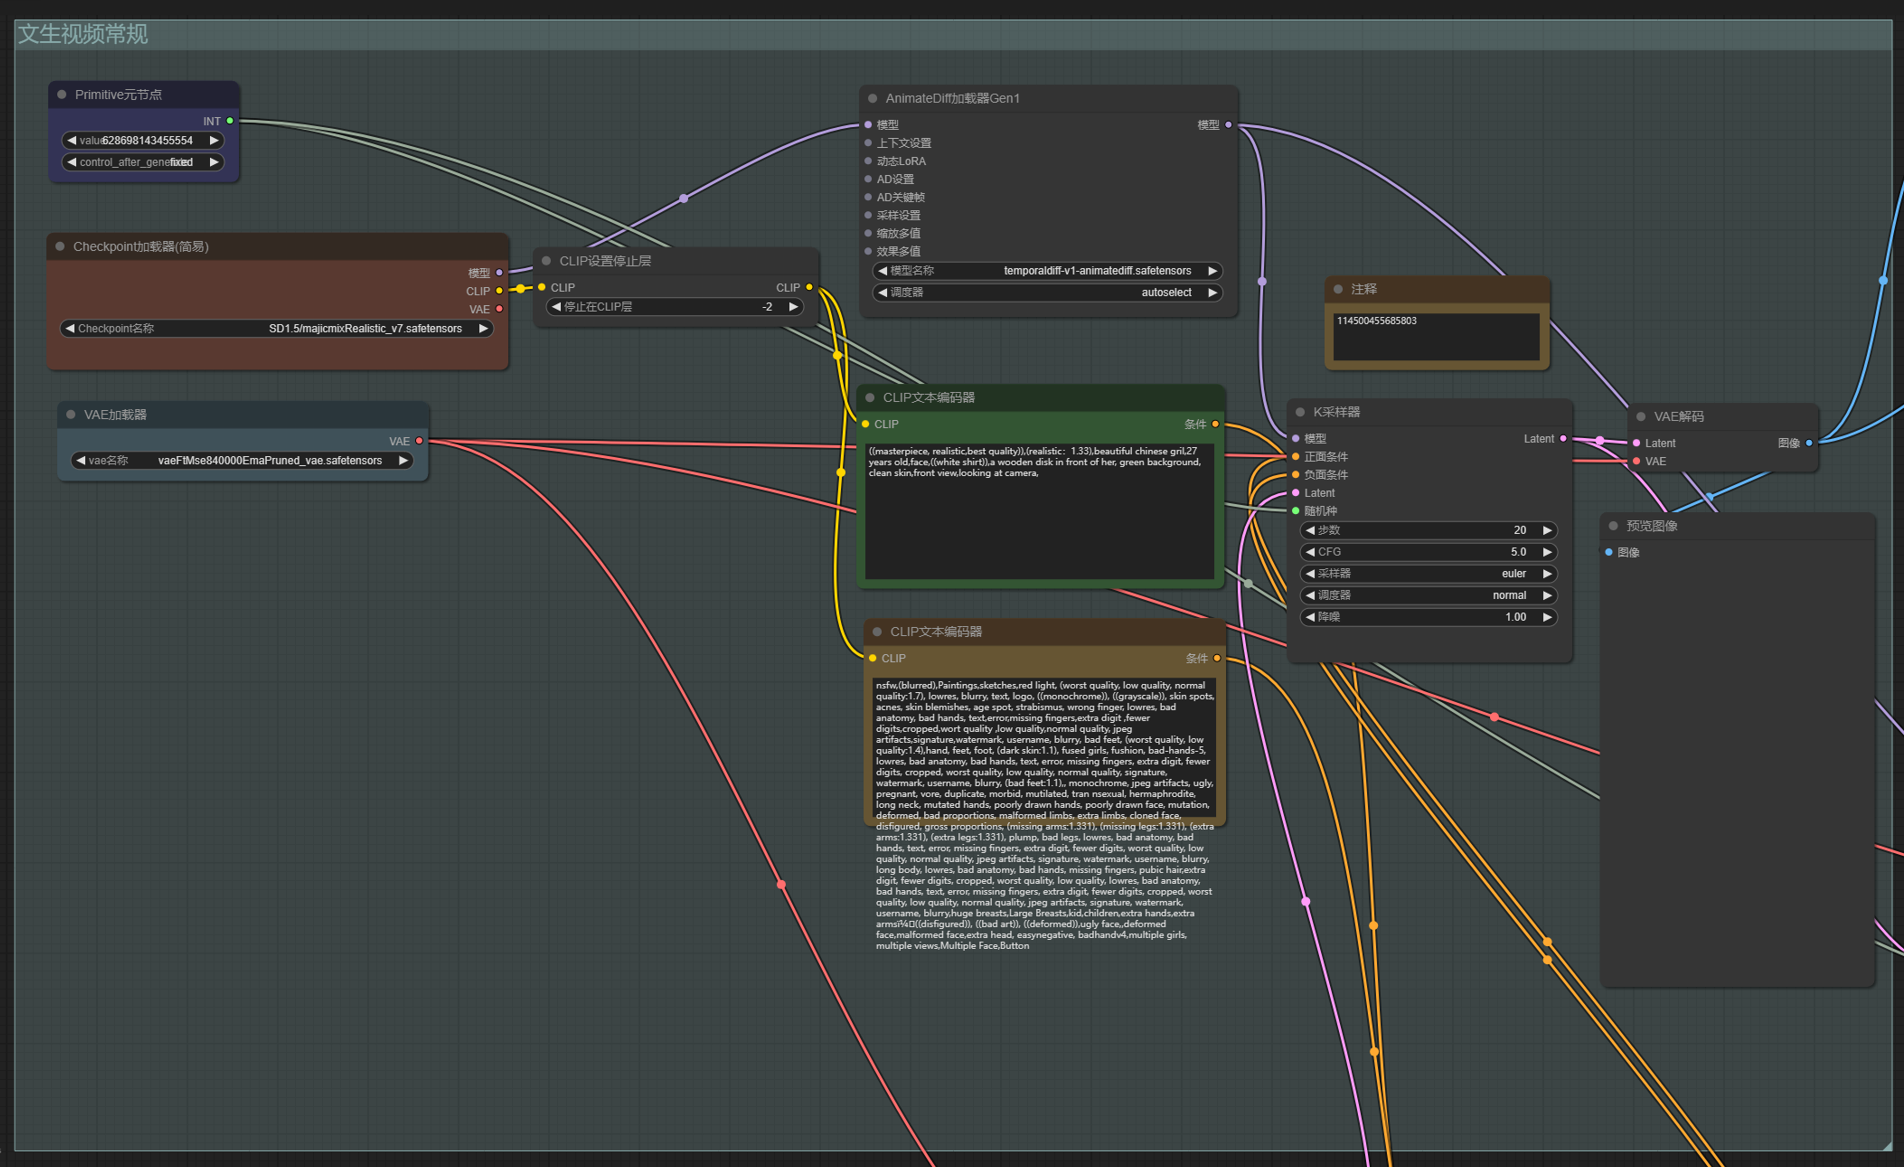 文生视频常规
Primitive元节点
INT
value 628698143455554
control_after_generate fixed
Checkpoint加载器(简易)
模型
CLIP
VAE
Checkpoint名称 SD1.5/majicmixRealistic_v7.safetensors
VAE加载器
VAE
vae名称 vaeFtMse840000EmaPruned_vae.safetensors
CLIP设置停止层
CLIP CLIP
停止在CLIP层 -2
AnimateDiff加载器Gen1
模型 模型
上下文设置
动态LoRA
AD设置
AD关键帧
采样设置
缩放多值
效果多值
模型名称 temporaldiff-v1-animatediff.safetensors
调度器 autoselect
注释
114500455685803
CLIP文本编码器
CLIP 条件
((masterpiece, realistic,best quality)),(realistic：1.33),beautiful chinese gril,27
years old,face,((white shirt)),a wooden disk in front of her, green background,
clean skin,front view,looking at camera,
CLIP文本编码器
CLIP 条件
nsfw,(blurred),Paintings,sketches,red light, (worst quality, low quality, normal
quality:1.7), lowres, blurry, text, logo, ((monochrome)), ((grayscale)), skin spots,
acnes, skin blemishes, age spot, strabismus, wrong finger, lowres, bad
anatomy, bad hands, text,error,missing fingers,extra digit ,fewer
digits,cropped,wort quality ,low quality,normal quality, jpeg
artifacts,signature,watermark, username, blurry, bad feet, (worst quality, low
quality:1.4),hand, feet, foot, (dark skin:1.1), fused girls, fushion, bad-hands-5,
lowres, bad anatomy, bad hands, text, error, missing fingers, extra digit, fewer
digits, cropped, worst quality, low quality, normal quality, signature,
watermark, username, blurry, (bad feet:1.1),, monochrome, jpeg artifacts, ugly,
pregnant, vore, duplicate, morbid, mutilated, tran nsexual, hermaphrodite,
long neck, mutated hands, poorly drawn hands, poorly drawn face, mutation,
deformed, bad proportions, malformed limbs, extra limbs, cloned face,
disfigured, gross proportions, (missing arms:1.331), (missing legs:1.331), (extra
arms:1.331), (extra legs:1.331), plump, bad legs, lowres, bad anatomy, bad
hands, text, error, missing fingers, extra digit, fewer digits, worst quality, low
quality, normal quality, jpeg artifacts, signature, watermark, username, blurry,
long body, lowres, bad anatomy, bad hands, missing fingers, pubic hair,extra
digit, fewer digits, cropped, worst quality, low quality, lowres, bad anatomy,
bad hands, text, error, missing fingers, extra digit, fewer digits, cropped, worst
quality, low quality, normal quality, jpeg artifacts, signature, watermark,
username, blurry,huge breasts,Large Breasts,kid,children,extra hands,extra
((disfigured)), ((bad art)), ((deformed)),ugly face,,deformed
face,malformed face,extra head, easynegative, badhandv4,multiple girls,
multiple views,Multiple Face,Button
K采样器
模型 Latent
正面条件
负面条件
Latent
随机种
步数 20
CFG 5.0
采样器 euler
调度器 normal
降噪 1.00
VAE解码
Latent 图像
VAE
预览图像
图像